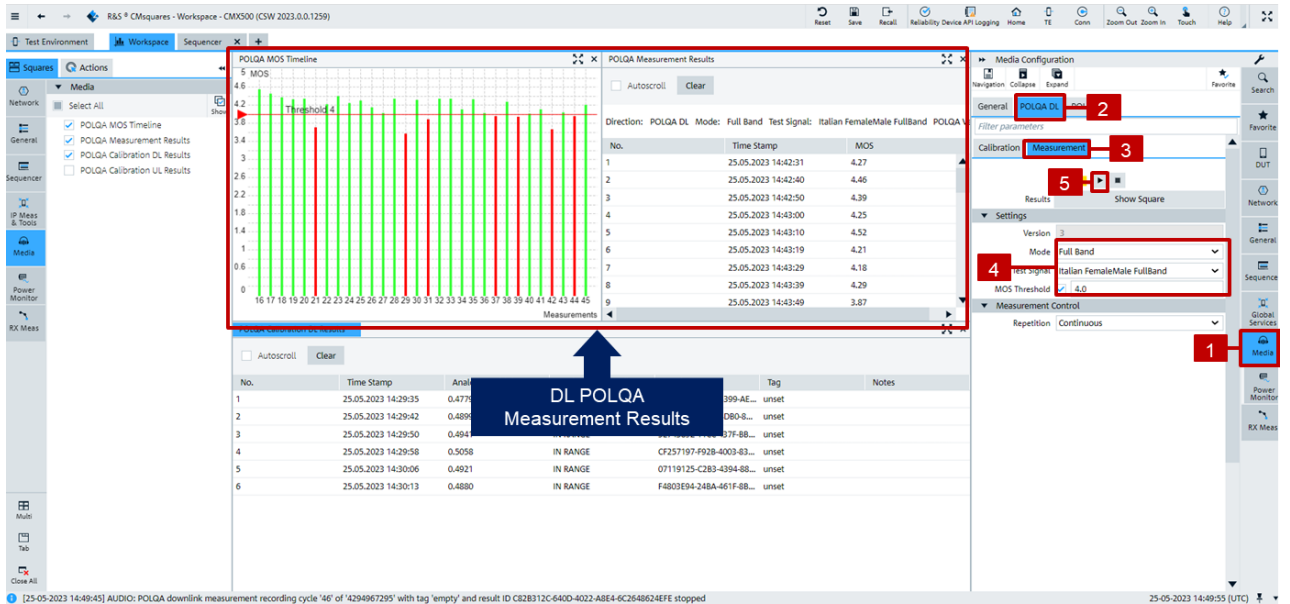 R&S ® CMsquares - Workspace - CMX500 (CSW 2023.0.0.1259)
Reset Save Recall Reliability Device API Logging Home TE Conn Zoom Out Zoom In Touch Help
Test Environment Workspace Sequencer × +
Squares Actions
Network
General
Sequencer
IP Meas & Tools
Media
Power Monitor
RX Meas
Multi
Tab
Close All
Media
Select All
Show
POLQA MOS Timeline
POLQA Measurement Results
POLQA Calibration DL Results
POLQA Calibration UL Results
POLQA MOS Timeline
5 MOS
4.6
4.2
3.8
3.4
3
2.6
2.2
1.8
1.4
1
0.6
0
Threshold 4
16 17 18 19 20 21 22 23 24 25 26 27 28 29 30 31 32 33 34 35 36 37 38 39 40 41 42 43 44 45
Measurements
POLQA Measurement Results
Autoscroll Clear
Direction: POLQA DL Mode: Full Band Test Signal: Italian FemaleMale FullBand POLQA
No. Time Stamp MOS
1 25.05.2023 14:42:31 4.27
2 25.05.2023 14:42:40 4.46
3 25.05.2023 14:42:50 4.39
4 25.05.2023 14:43:00 4.25
5 25.05.2023 14:43:10 4.52
6 25.05.2023 14:43:19 4.21
7 25.05.2023 14:43:29 4.18
8 25.05.2023 14:43:39 4.29
9 25.05.2023 14:43:49 3.87
POLQA Calibration DL Results
Autoscroll Clear
No. Time Stamp Tag Notes
1 25.05.2023 14:29:35 unset
2 25.05.2023 14:29:42 unset
3 25.05.2023 14:29:50 unset
4 25.05.2023 14:29:58 0.5058 IN RANGE CF257197-F92B-4003-83... unset
5 25.05.2023 14:30:06 0.4921 IN RANGE 07119125-C2B3-4394-88... unset
6 25.05.2023 14:30:13 0.4880 IN RANGE F4803E94-24BA-461F-8B... unset
DL POLQA
Measurement Results
Media Configuration
Navigation Collapse Expand Favorite
General POLQA DL
2
Filter parameters
Calibration Measurement
3
5
Results Show Square
Settings
Version 3
Mode Full Band
Test Signal Italian FemaleMale FullBand
4
MOS Threshold 4.0
Measurement Control
Repetition Continuous
1
Search
Favorite
DUT
Network
General
Sequence
Global Services
Media
Power Monitor
RX Meas
[25-05-2023 14:49:45] AUDIO: POLQA downlink measurement recording cycle '46' of '4294967295' with tag 'empty' and result ID C82B312C-640D-4022-A8E4-6C2648624EFE stopped
25-05-2023 14:49:55 (UTC)